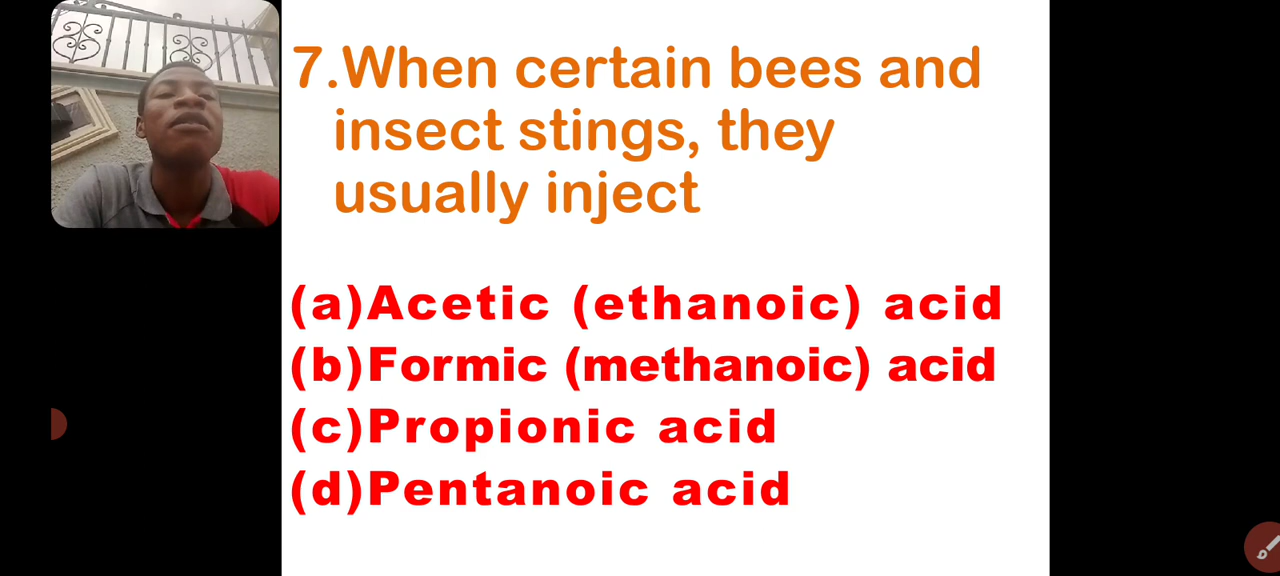 7.When certain bees and
insect stings, they
usually inject
(a)Acetic (ethanoic) acid
(b)Formic (methanoic) acid
(c)Propionic acid
(d)Pentanoic acid